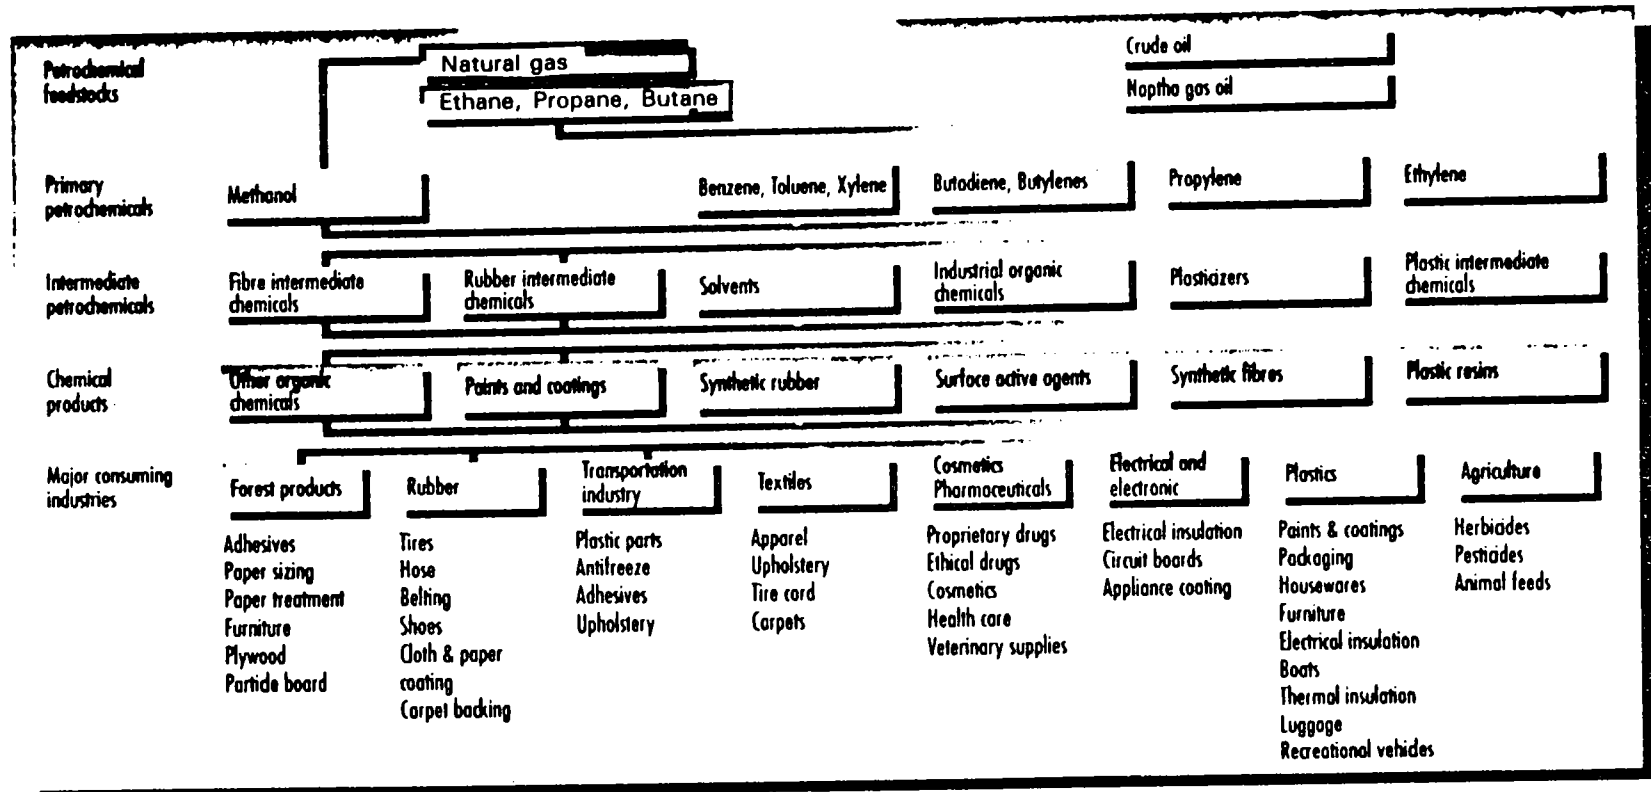 Petrochemical
feedstocks
Natural gas
Ethane, Propane, Butane
Crude oil
Naptha gas oil
Primary
petrochemicals
Methanol
Benzene, Toluene, Xylene
Butadiene, Butylenes
Propylene
Ethylene
Intermediate
petrochemicals
Fibre intermediate
chemicals
Rubber intermediate
chemicals
Solvents
Industrial organic
chemicals
Plasticizers
Plastic intermediate
chemicals
Chemical
products
Other organic
chemicals
Paints and coatings
Synthetic rubber
Surface active agents
Synthetic fibres
Plastic resins
Major consuming
industries
Forest products
Adhesives
Paper sizing
Paper treatment
Furniture
Plywood
Particle board
Rubber
Tires
Hose
Belting
Shoes
Cloth & paper
coating
Carpet backing
Transportation
industry
Plastic parts
Antifreeze
Adhesives
Upholstery
Textiles
Apparel
Upholstery
Tire cord
Carpets
Cosmetics
Pharmaceuticals
Proprietary drugs
Ethical drugs
Cosmetics
Health care
Veterinary supplies
Electrical and
electronic
Electrical insulation
Circuit boards
Appliance coating
Plastics
Paints & coatings
Packaging
Housewares
Furniture
Electrical insulation
Boats
Thermal insulation
Luggage
Recreational vehicles
Agriculture
Herbicides
Pesticides
Animal feeds